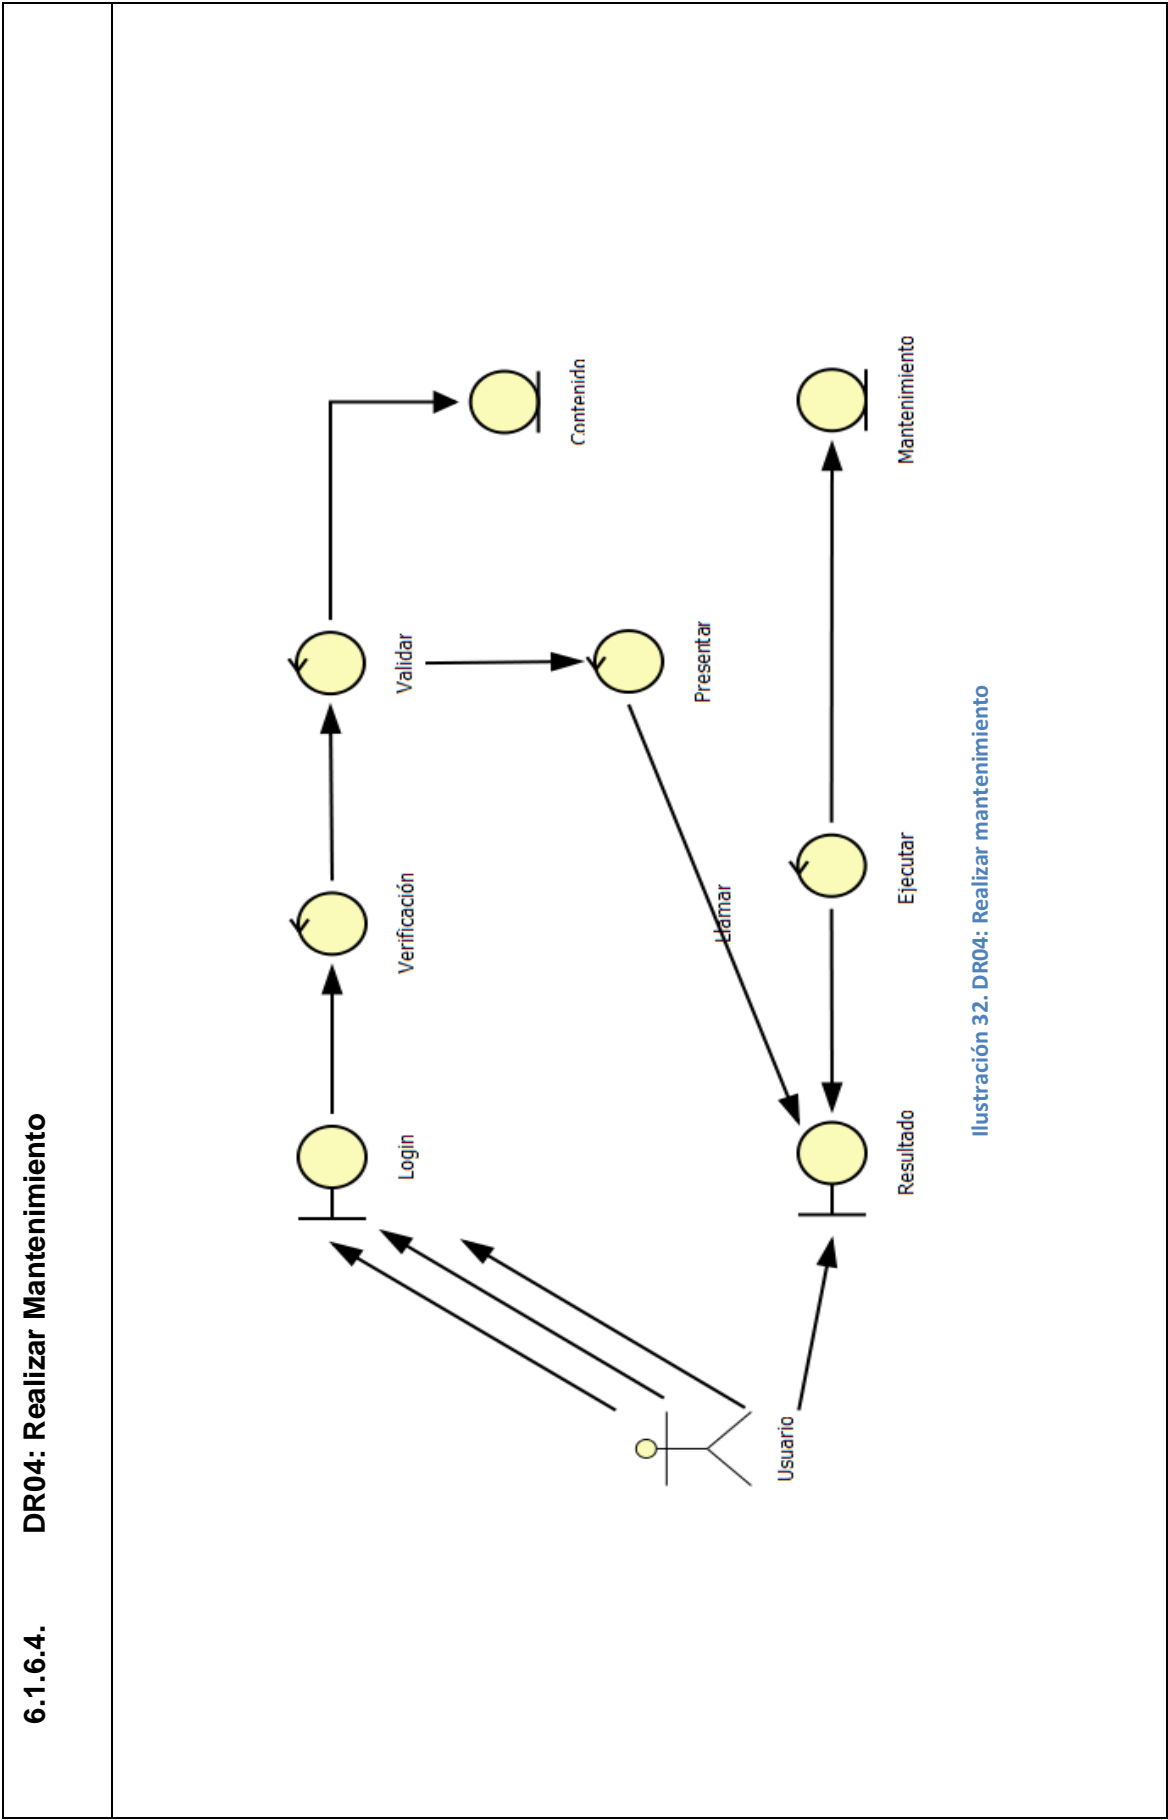 6.1.6.4. DR04: Realizar Mantenimiento
Login
Verificación
Validar
Contenido
Presentar
Llamar
Usuario
Resultado
Ejecutar
Mantenimiento
Ilustración 32. DR04: Realizar mantenimiento